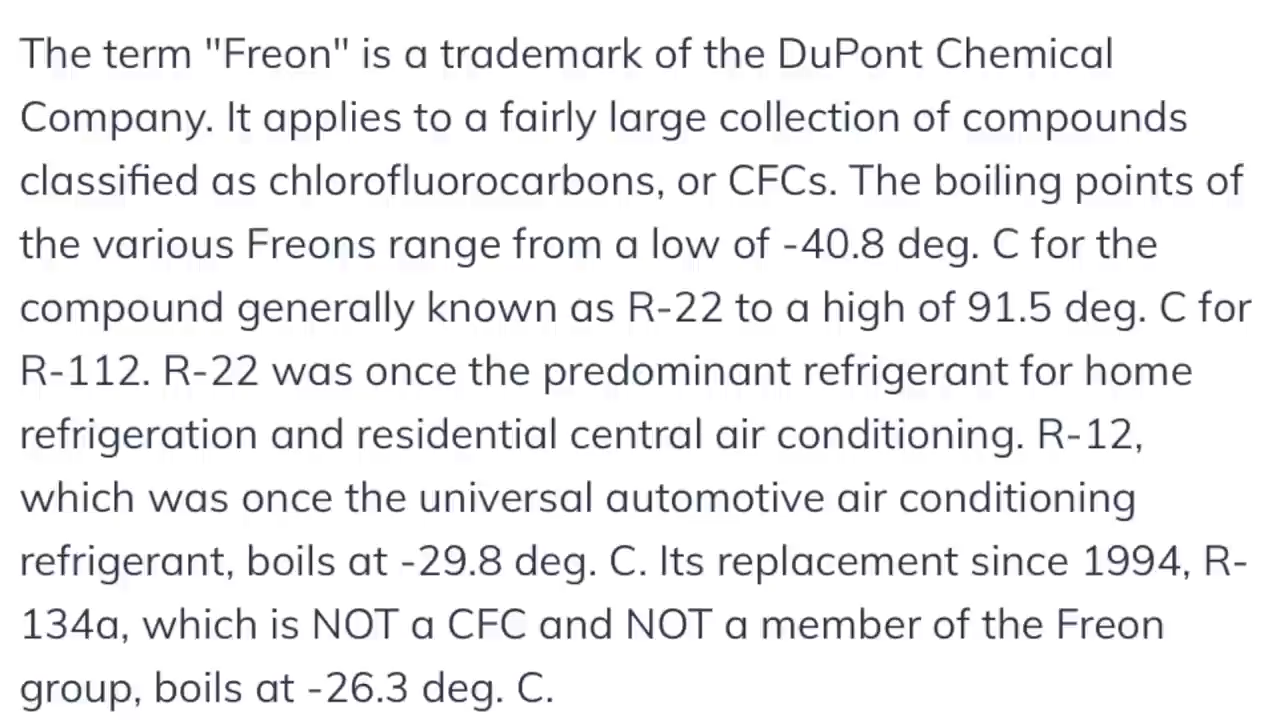 The term "Freon" is a trademark of the DuPont Chemical
Company. It applies to a fairly large collection of compounds
classified as chlorofluorocarbons, or CFCs. The boiling points of
the various Freons range from a low of -40.8 deg. C for the
compound generally known as R-22 to a high of 91.5 deg. C for
R-112. R-22 was once the predominant refrigerant for home
refrigeration and residential central air conditioning. R-12,
which was once the universal automotive air conditioning
refrigerant, boils at -29.8 deg. C. Its replacement since 1994, R-
134a, which is NOT a CFC and NOT a member of the Freon
group, boils at -26.3 deg. C.